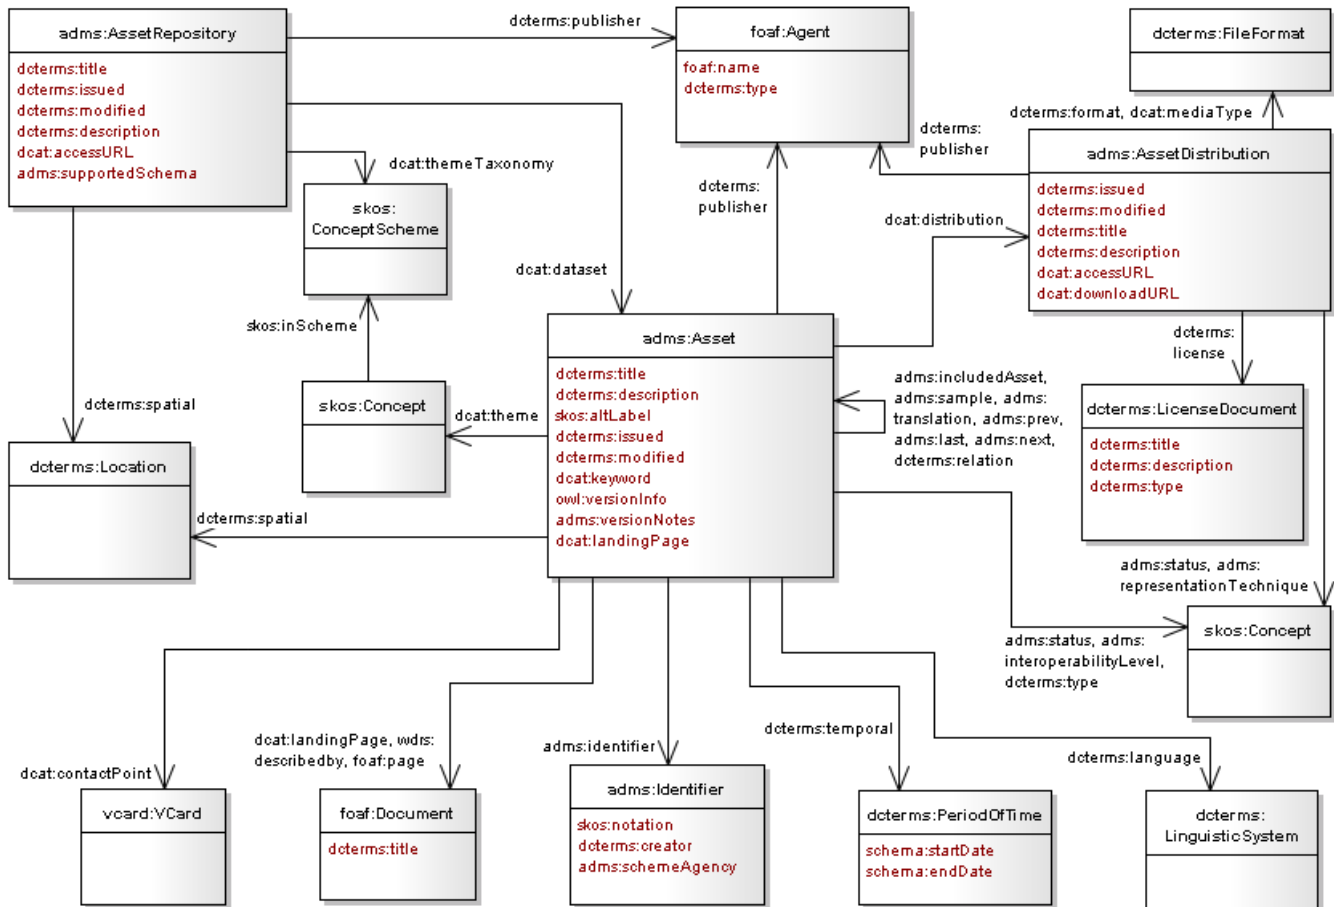 adms:AssetRepository
dcterms:title
dcterms:issued
dcterms:modified
dcterms:description
dcat:accessURL
adms:supportedSchema
dcterms:publisher
foaf:Agent
foaf:name
dcterms:type
dcterms:FileFormat
dcterms:format, dcat:mediaType
dcterms:
publisher
adms:AssetDistribution
dcterms:issued
dcterms:modified
dcterms:title
dcterms:description
dcat:accessURL
dcat:downloadURL
dcat:themeTaxonomy
skos:
ConceptScheme
dcterms:
publisher
dcat:distribution
dcat:dataset
skos:inScheme
adms:Asset
dcterms:title
dcterms:description
skos:altLabel
dcterms:issued
dcterms:modified
dcat:keyword
owl:versionInfo
adms:versionNotes
dcat:landingPage
dcterms:
license
adms:includedAsset,
adms:sample, adms:
translation, adms:prev,
adms:last, adms:next,
dcterms:relation
skos:Concept
dcat:theme
dcterms:spatial
dcterms:LicenseDocument
dcterms:title
dcterms:description
dcterms:type
dcterms:Location
dcterms:spatial
adms:status, adms:
representationTechnique
skos:Concept
adms:status, adms:
interoperabilityLevel,
dcterms:type
dcterms:temporal
dcat:landingPage, wdrs:
describedby, foaf:page
adms:identifier
dcterms:language
dcat:contactPoint
vcard:VCard
foaf:Document
dcterms:title
adms:Identifier
skos:notation
dcterms:creator
adms:schemeAgency
dcterms:PeriodOfTime
schema:startDate
schema:endDate
dcterms:
LinguisticSystem